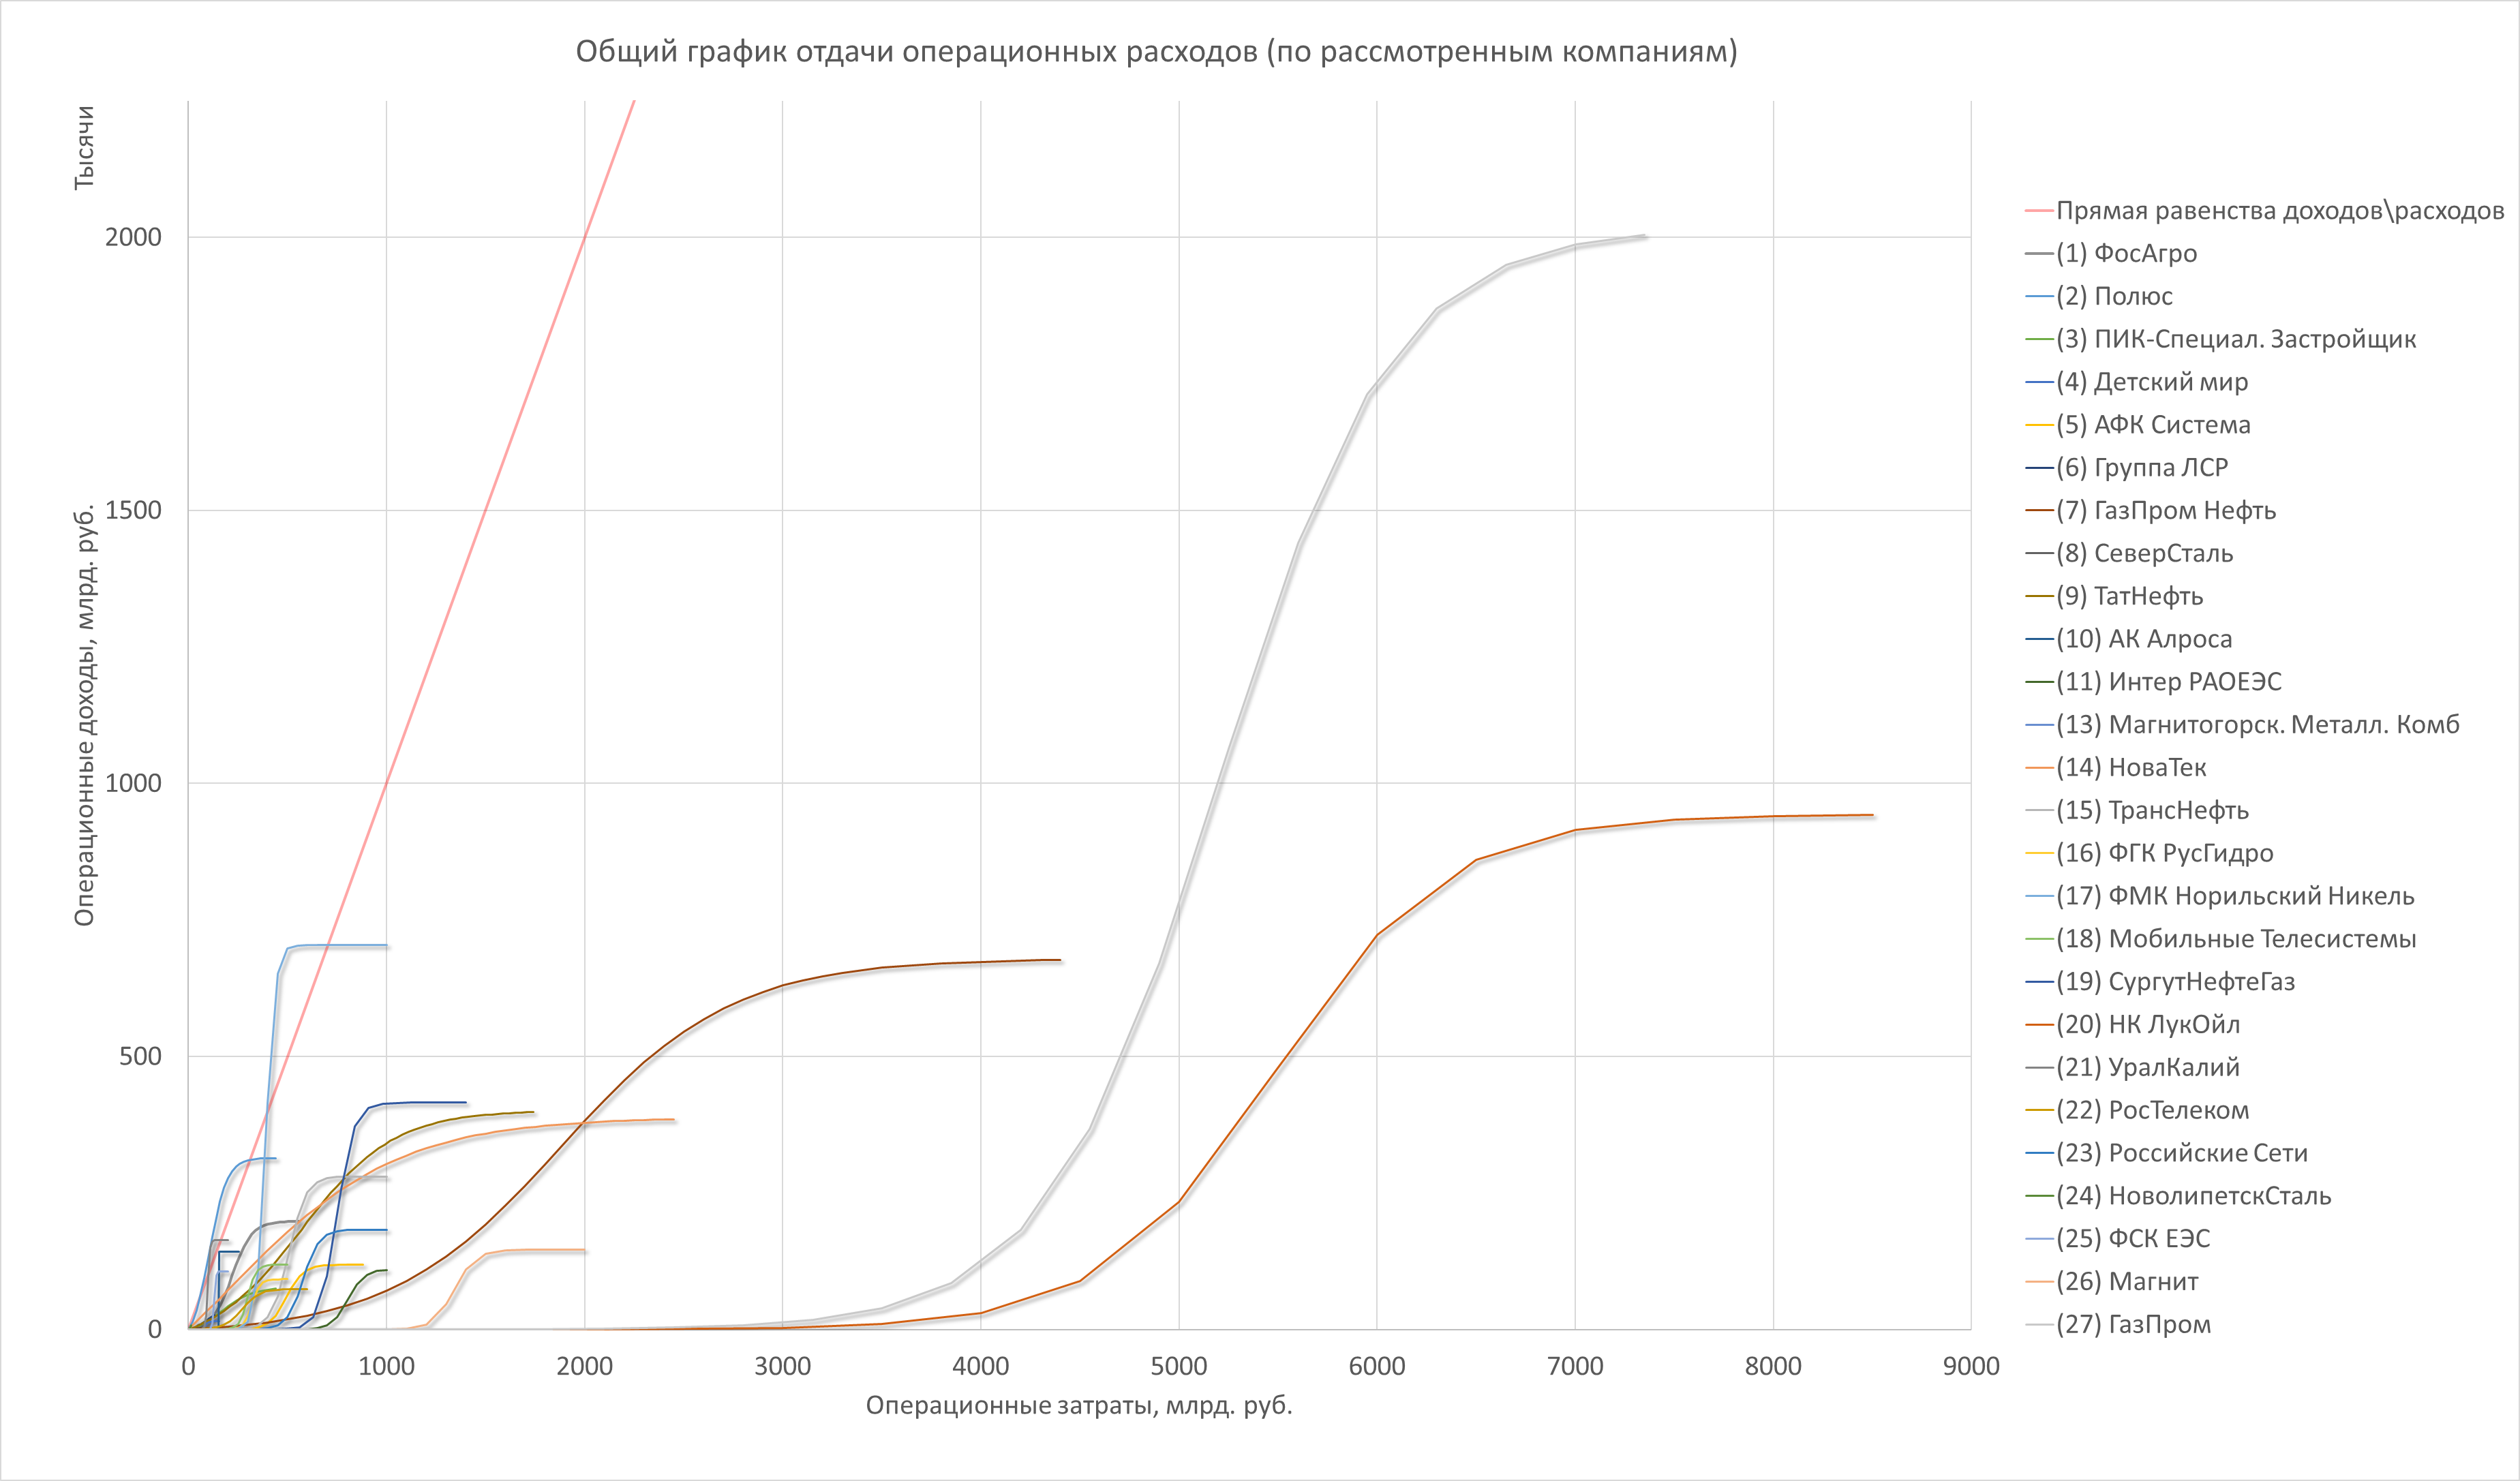 Общий график отдачи операционных расходов (по рассмотренным компаниям)
Тысячи
Операционные доходы, млрд. руб.
2000
1500
1000
500
0
0 1000 2000 3000 4000 5000 6000 7000 8000 9000
Операционные затраты, млрд. руб.
Прямая равенства доходов\расходов
(1) ФосАгро
(2) Полюс
(3) ПИК-Специал. Застройщик
(4) Детский мир
(5) АФК Система
(6) Группа ЛСР
(7) ГазПром Нефть
(8) СеверСталь
(9) ТатНефть
(10) АК Алроса
(11) Интер РАОЕЭС
(13) Магнитогорск. Металл. Комб
(14) НоваТек
(15) ТрансНефть
(16) ФГК РусГидро
(17) ФМК Норильский Никель
(18) Мобильные Телесистемы
(19) СургутНефтеГаз
(20) НК ЛукОйл
(21) УралКалий
(22) РосТелеком
(23) Российские Сети
(24) НоволипетскСталь
(25) ФСК ЕЭС
(26) Магнит
(27) ГазПром